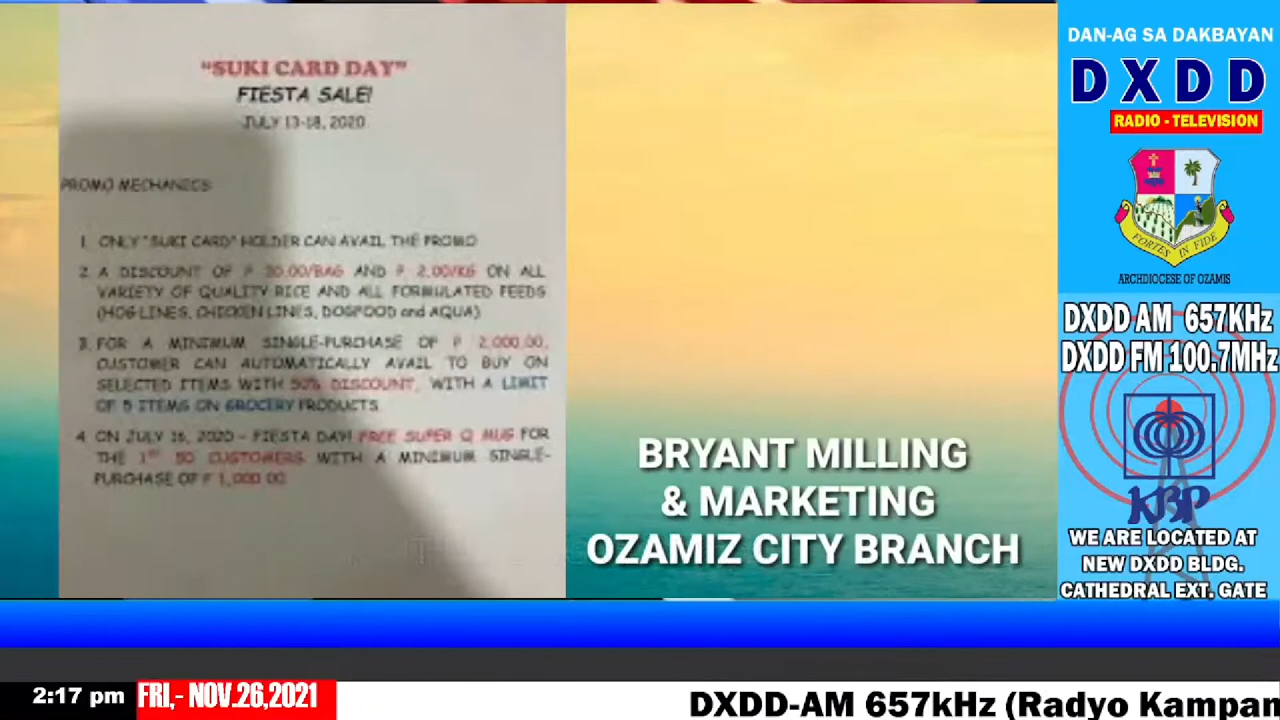 "SUKI CARD DAY"
FIESTA SALE!
JULY 13-18, 2020
PROMO MECHANICS
1. ONLY "SUKI CARD" HOLDER CAN AVAIL THE PROMO
2. A DISCOUNT OF P 20.00/BAG AND P 2.00/KG ON ALL
VARIETY OF QUALITY RICE AND ALL FORMULATED FEEDS
(HOG LINES, CHICKEN LINES, DOGFOOD and AQUA)
3. FOR A MINIMUM SINGLE-PURCHASE OF P 2,000.00,
CUSTOMER CAN AUTOMATICALLY AVAIL TO BUY ON
SELECTED ITEMS WITH 50% DISCOUNT, WITH A LIMIT
OF 5 ITEMS ON GROCERY PRODUCTS
4. ON JULY 16, 2020 - FIESTA DAY! FREE SUPER Q MUG FOR
THE 1ST 50 CUSTOMERS WITH A MINIMUM SINGLE-
PURCHASE OF P 1,000.00
BRYANT MILLING
& MARKETING
OZAMIZ CITY BRANCH
DAN-AG SA DAKBAYAN
DXDD
RADIO - TELEVISION
FORTES IN FIDE
ARCHDIOCESE OF OZAMIS
DXDD AM 657KHz
DXDD FM 100.7MHz
KBP
WE ARE LOCATED AT
NEW DXDD BLDG.
CATHEDRAL EXT. GATE
2:17 pm FRI,- NOV.26,2021
DXDD-AM 657kHz (Radyo Kampan